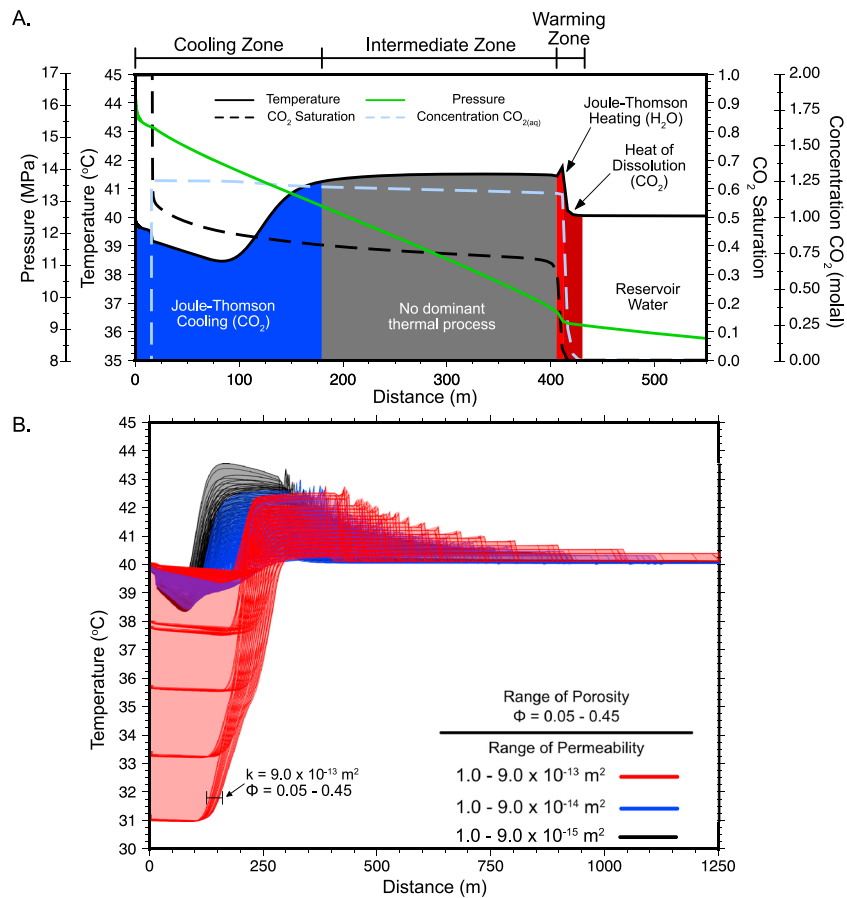 A.
Cooling Zone
Intermediate Zone
Warming
Zone
17
16
15
14
13
12
11
10
9
8
Pressure (MPa)
45
44
43
42
41
40
39
38
37
36
35
Temperature (°C)
Temperature
Pressure
CO2 Saturation
Concentration CO2(aq)
Joule-Thomson
Heating (H2O)
Heat of
Dissolution
(CO2)
Joule-Thomson
Cooling (CO2)
No dominant
thermal process
Reservoir
Water
1.0
0.9
0.8
0.7
0.6
0.5
0.4
0.3
0.2
0.1
0.0
CO2 Saturation
2.00
1.75
1.50
1.25
1.00
0.75
0.50
0.25
0.00
Concentration CO2 (molal)
0 100 200 300 400 500
Distance (m)
B.
45
44
43
42
41
40
39
38
37
36
35
34
33
32
31
30
Temperature (°C)
k = 9.0 x 10-13 m2
Φ = 0.05 - 0.45
Range of Porosity
Φ = 0.05 - 0.45
Range of Permeability
1.0 - 9.0 x 10-13 m2
1.0 - 9.0 x 10-14 m2
1.0 - 9.0 x 10-15 m2
0 250 500 750 1000 1250
Distance (m)